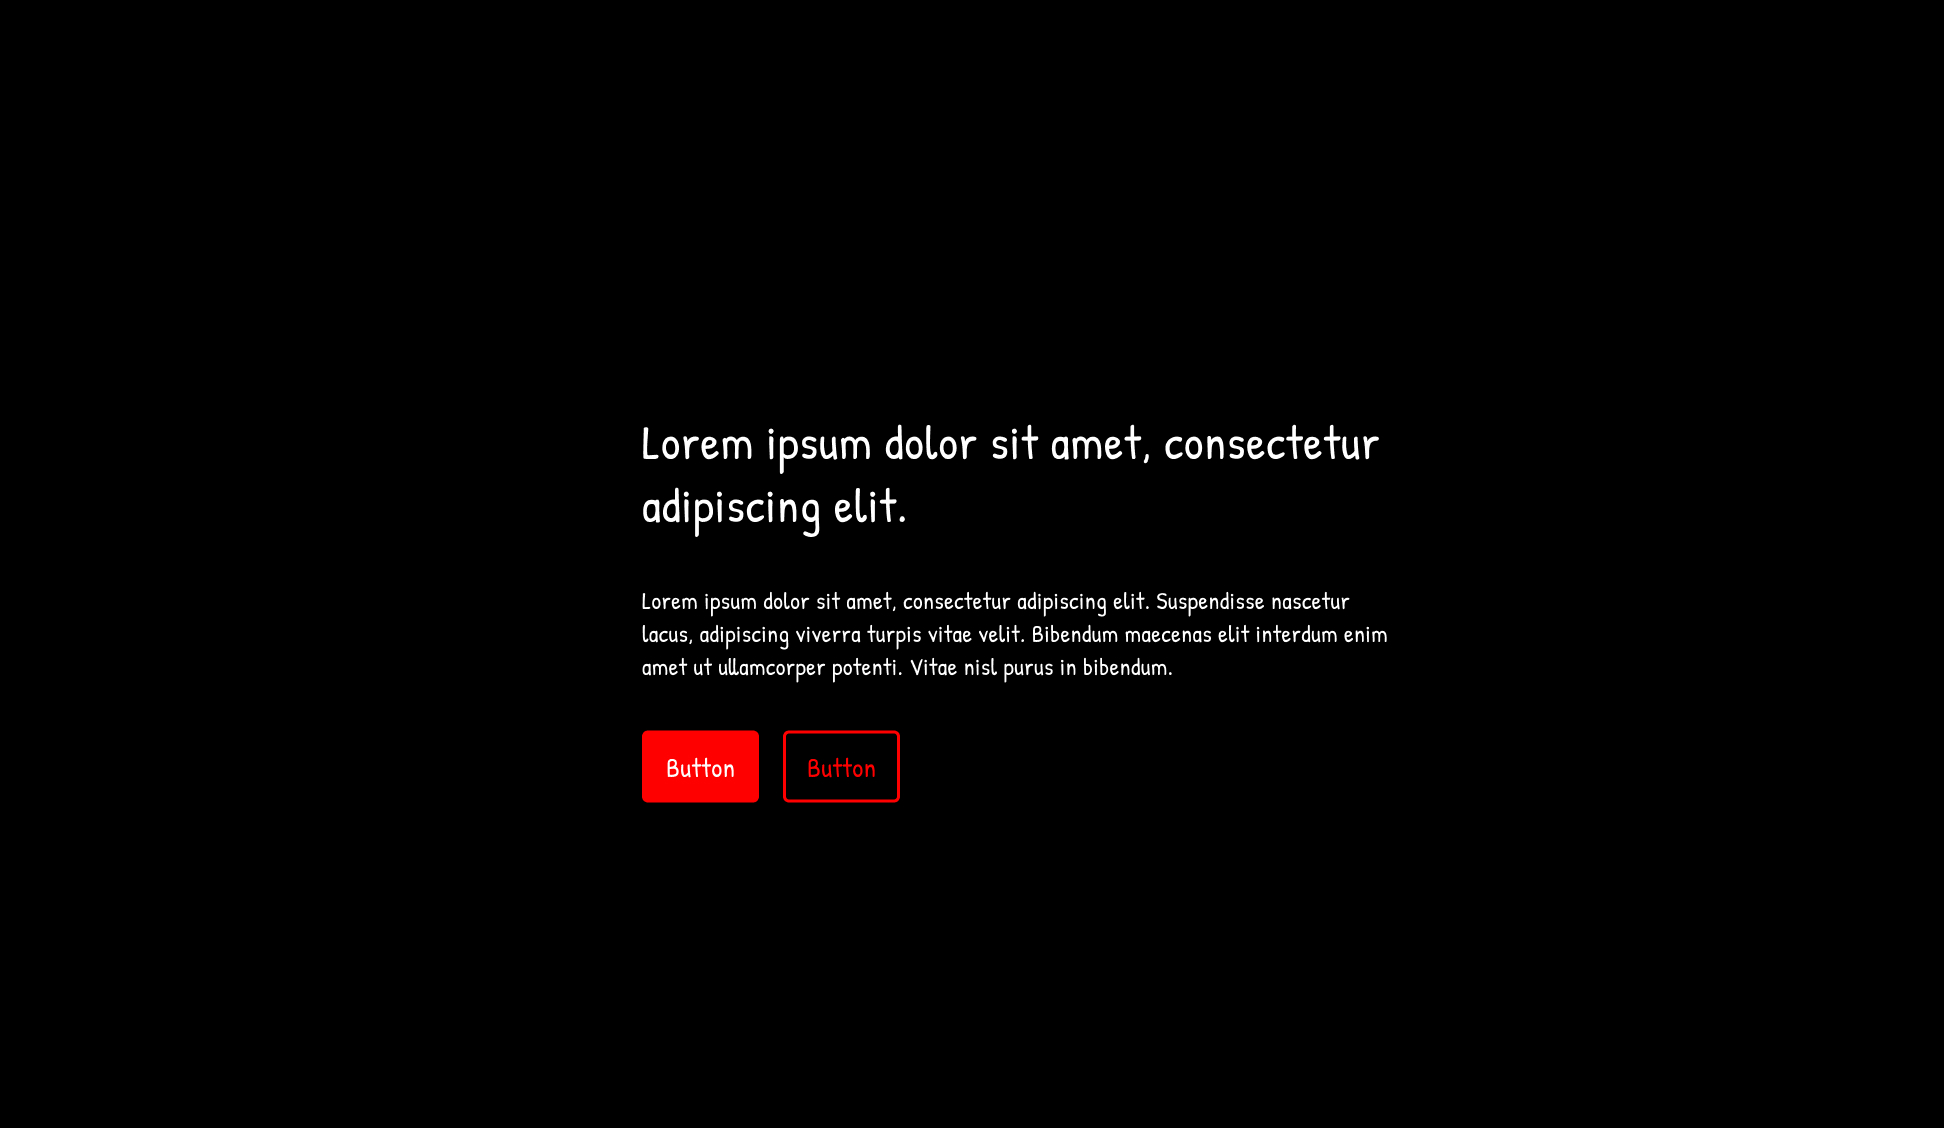 Lorem ipsum dolor sit amet, consectetur
adipiscing elit.
Lorem ipsum dolor sit amet, consectetur adipiscing elit. Suspendisse nascetur
lacus, adipiscing viverra turpis vitae velit. Bibendum maecenas elit interdum enim
amet ut ullamcorper potenti. Vitae nisl purus in bibendum.
Button Button